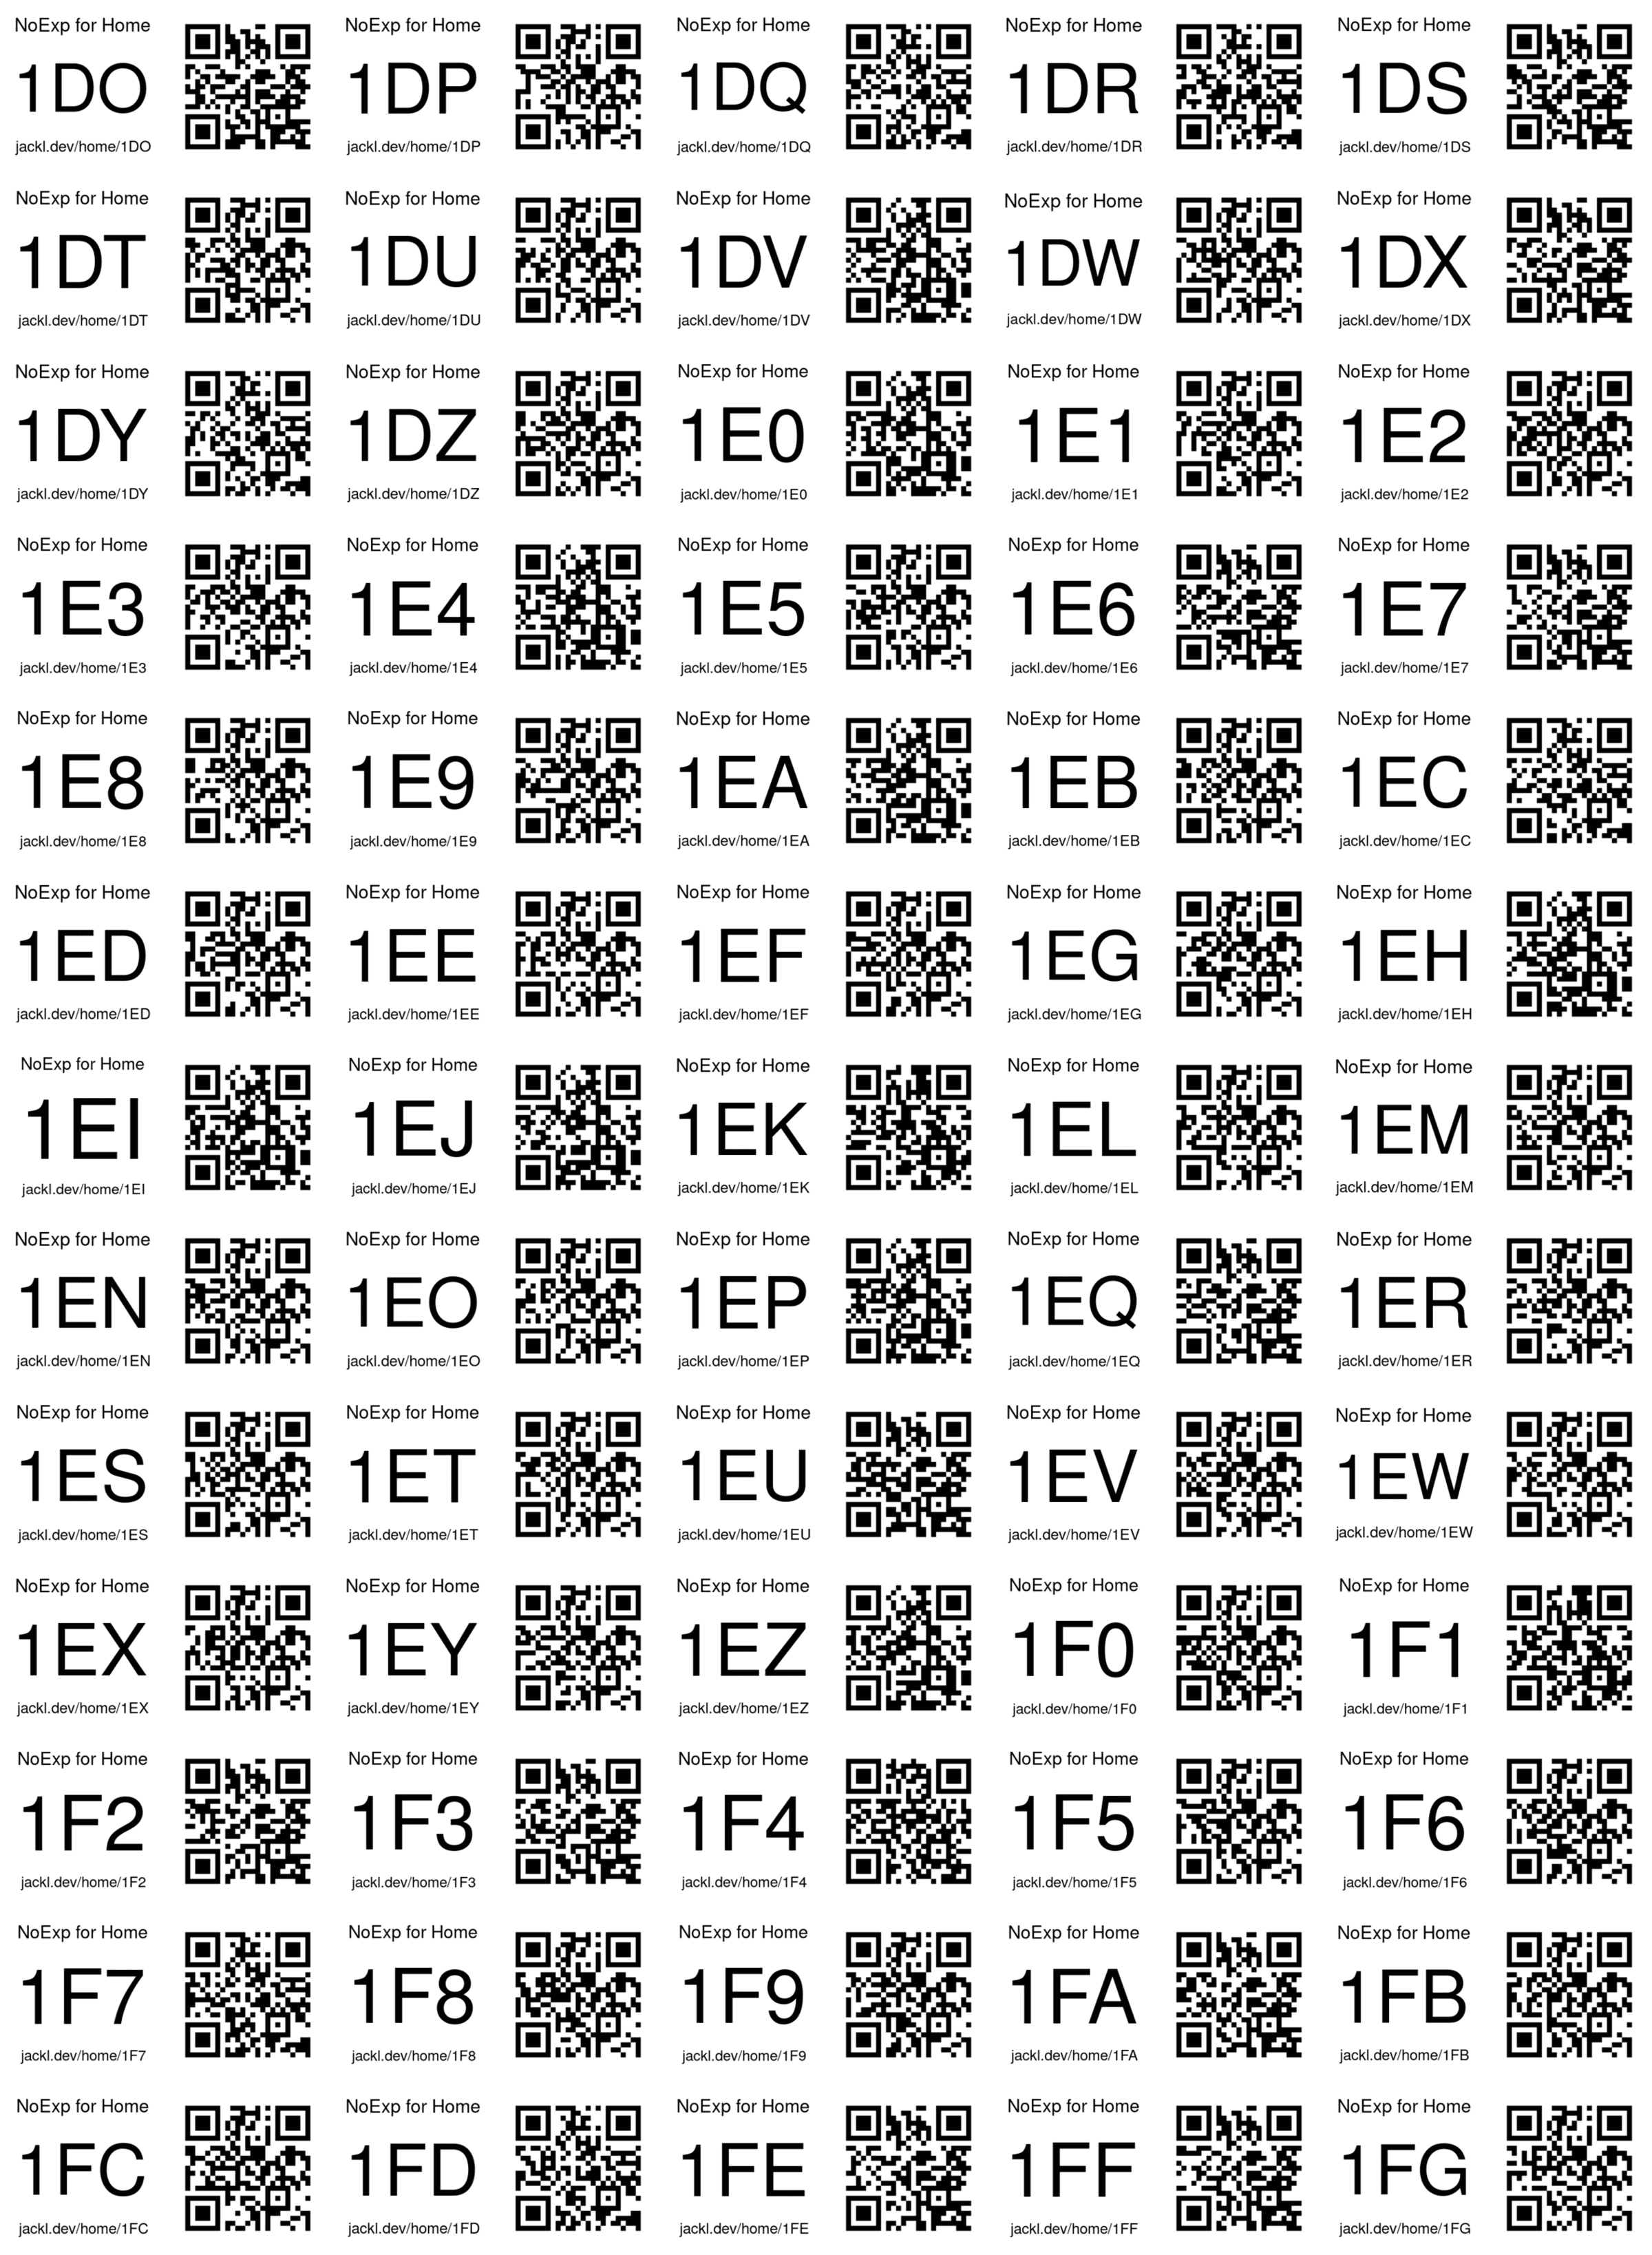 NoExp for Home
1DO
jackl.dev/home/1DO
NoExp for Home
1DP
jackl.dev/home/1DP
NoExp for Home
1DQ
jackl.dev/home/1DQ
NoExp for Home
1DR
jackl.dev/home/1DR
NoExp for Home
1DS
jackl.dev/home/1DS
NoExp for Home
1DT
jackl.dev/home/1DT
NoExp for Home
1DU
jackl.dev/home/1DU
NoExp for Home
1DV
jackl.dev/home/1DV
NoExp for Home
1DW
jackl.dev/home/1DW
NoExp for Home
1DX
jackl.dev/home/1DX
NoExp for Home
1DY
jackl.dev/home/1DY
NoExp for Home
1DZ
jackl.dev/home/1DZ
NoExp for Home
1E0
jackl.dev/home/1E0
NoExp for Home
1E1
jackl.dev/home/1E1
NoExp for Home
1E2
jackl.dev/home/1E2
NoExp for Home
1E3
jackl.dev/home/1E3
NoExp for Home
1E4
jackl.dev/home/1E4
NoExp for Home
1E5
jackl.dev/home/1E5
NoExp for Home
1E6
jackl.dev/home/1E6
NoExp for Home
1E7
jackl.dev/home/1E7
NoExp for Home
1E8
jackl.dev/home/1E8
NoExp for Home
1E9
jackl.dev/home/1E9
NoExp for Home
1EA
jackl.dev/home/1EA
NoExp for Home
1EB
jackl.dev/home/1EB
NoExp for Home
1EC
jackl.dev/home/1EC
NoExp for Home
1ED
jackl.dev/home/1ED
NoExp for Home
1EE
jackl.dev/home/1EE
NoExp for Home
1EF
jackl.dev/home/1EF
NoExp for Home
1EG
jackl.dev/home/1EG
NoExp for Home
1EH
jackl.dev/home/1EH
NoExp for Home
1EI
jackl.dev/home/1EI
NoExp for Home
1EJ
jackl.dev/home/1EJ
NoExp for Home
1EK
jackl.dev/home/1EK
NoExp for Home
1EL
jackl.dev/home/1EL
NoExp for Home
1EM
jackl.dev/home/1EM
NoExp for Home
1EN
jackl.dev/home/1EN
NoExp for Home
1EO
jackl.dev/home/1EO
NoExp for Home
1EP
jackl.dev/home/1EP
NoExp for Home
1EQ
jackl.dev/home/1EQ
NoExp for Home
1ER
jackl.dev/home/1ER
NoExp for Home
1ES
jackl.dev/home/1ES
NoExp for Home
1ET
jackl.dev/home/1ET
NoExp for Home
1EU
jackl.dev/home/1EU
NoExp for Home
1EV
jackl.dev/home/1EV
NoExp for Home
1EW
jackl.dev/home/1EW
NoExp for Home
1EX
jackl.dev/home/1EX
NoExp for Home
1EY
jackl.dev/home/1EY
NoExp for Home
1EZ
jackl.dev/home/1EZ
NoExp for Home
1F0
jackl.dev/home/1F0
NoExp for Home
1F1
jackl.dev/home/1F1
NoExp for Home
1F2
jackl.dev/home/1F2
NoExp for Home
1F3
jackl.dev/home/1F3
NoExp for Home
1F4
jackl.dev/home/1F4
NoExp for Home
1F5
jackl.dev/home/1F5
NoExp for Home
1F6
jackl.dev/home/1F6
NoExp for Home
1F7
jackl.dev/home/1F7
NoExp for Home
1F8
jackl.dev/home/1F8
NoExp for Home
1F9
jackl.dev/home/1F9
NoExp for Home
1FA
jackl.dev/home/1FA
NoExp for Home
1FB
jackl.dev/home/1FB
NoExp for Home
1FC
jackl.dev/home/1FC
NoExp for Home
1FD
jackl.dev/home/1FD
NoExp for Home
1FE
jackl.dev/home/1FE
NoExp for Home
1FF
jackl.dev/home/1FF
NoExp for Home
1FG
jackl.dev/home/1FG